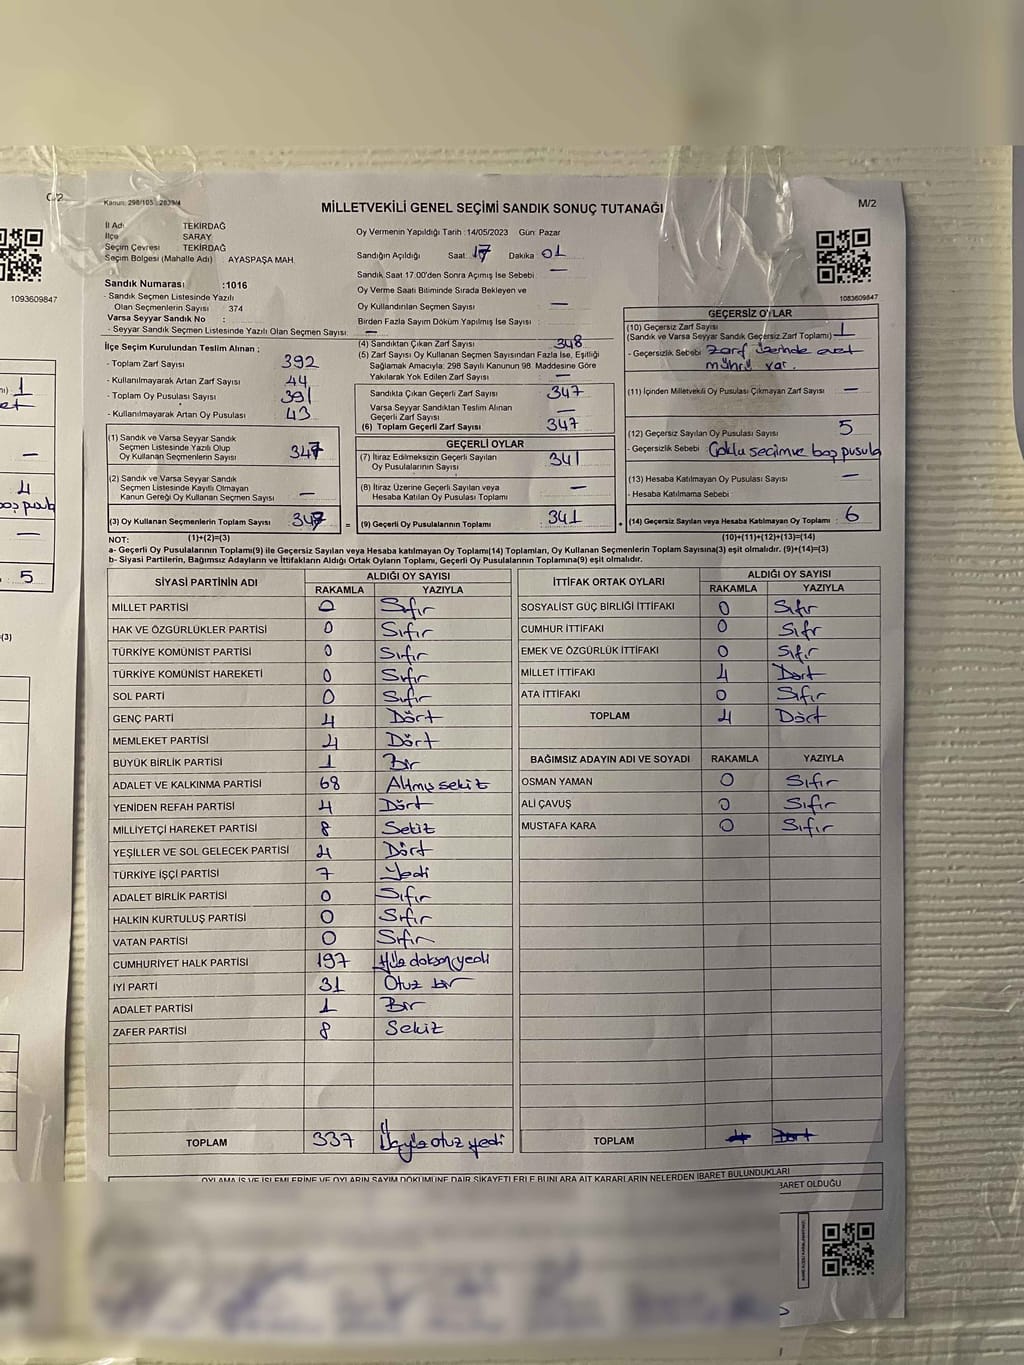 C/2
1093609847
Kanun: 298/105
M/2
MİLLETVEKİLİ GENEL SEÇİMİ SANDIK SONUÇ TUTANAĞI
1083609847
İl Adı TEKİRDAĞ
İlçe SARAY
Seçim Çevresi TEKİRDAĞ
Seçim Bölgesi (Mahalle Adı) AYASPAŞA MAH.
Oy Vermenin Yapıldığı Tarih :14/05/2023 Gün: Pazar
Sandığın Açıldığı Saat: 17 Dakika 01
Sandık Saat 17:00'den Sonra Açımış İse Sebebi : —
Oy Verme Saati Bitiminde Sırada Bekleyen ve
Oy Kullandırılan Seçmen Sayısı : —
Birden Fazla Sayım Döküm Yapılmış İse Sayısı :
Sandık Numarası :1016
- Sandık Seçmen Listesinde Yazılı
Olan Seçmenlerin Sayısı : 374
Varsa Seyyar Sandık No :
- Seyyar Sandık Seçmen Listesinde Yazılı Olan Seçmen Sayısı: —
İlçe Seçim Kurulundan Teslim Alınan ;
- Toplam Zarf Sayısı : 392
- Kullanılmayarak Artan Zarf Sayısı : 44
- Toplam Oy Pusulası Sayısı : 391
- Kullanılmayarak Artan Oy Pusulası : 43
(4) Sandıktan Çıkan Zarf Sayısı : 348
(5) Zarf Sayısı Oy Kullanan Seçmen Sayısından Fazla İse, Eşitliği
Sağlamak Amacıyla; 298 Sayılı Kanunun 98. Maddesine Göre
Yakılarak Yok Edilen Zarf Sayısı : —
Sandıkta Çıkan Geçerli Zarf Sayısı : 347
Varsa Seyyar Sandıktan Teslim Alınan
Geçerli Zarf Sayısı : —
(6) Toplam Geçerli Zarf Sayısı : 347
GEÇERSİZ OYLAR
(10) Geçersiz Zarf Sayısı
(Sandık ve Varsa Seyyar Sandık Geçersiz Zarf Toplamı) : 1
- Geçersizlik Sebebi : Zarf üzerinde evet
mührü var.
(11) İçinden Milletvekili Oy Pusulası Çıkmayan Zarf Sayısı : —
(12) Geçersiz Sayılan Oy Pusulası Sayısı : 5
- Geçersizlik Sebebi : Çoklu seçim ve boş pusula
(13) Hesaba Katılmayan Oy Pusulası Sayısı : —
- Hesaba Katılmama Sebebi :
(14) Geçersiz Sayılan veya Hesaba Katılmayan Oy Toplamı : 6
(10)+(11)+(12)+(13)=(14)
(1) Sandık ve Varsa Seyyar Sandık
Seçmen Listesinde Yazılı Olup
Oy Kullanan Seçmenlerin Sayısı : 347
(2) Sandık ve Varsa Seyyar Sandık
Seçmen Listesinde Kayıtlı Olmayan
Kanun Gereği Oy Kullanan Seçmen Sayısı : —
(3) Oy Kullanan Seçmenlerin Toplam Sayısı : 347 =
GEÇERLİ OYLAR
(7) İtiraz Edilmeksizin Geçerli Sayılan
Oy Pusulalarının Sayısı : 341
(8) İtiraz Üzerine Geçerli Sayılan veya
Hesaba Katılan Oy Pusulası Toplamı : —
(9) Geçerli Oy Pusulalarının Toplamı : 341 +
NOT: (1)+(2)=(3)
a- Geçerli Oy Pusulalarının Toplamı(9) ile Geçersiz Sayılan veya Hesaba katılmayan Oy Toplamı(14) Toplamları, Oy Kullanan Seçmenlerin Toplam Sayısına(3) eşit olmalıdır. (9)+(14)=(3)
b- Siyasi Partilerin, Bağımsız Adayların ve İttifakların Aldığı Ortak Oyların Toplamı, Geçerli Oy Pusulalarının Toplamına(9) eşit olmalıdır.
SİYASİ PARTİNİN ADI ALDIĞI OY SAYISI
RAKAMLA YAZIYLA
MİLLET PARTİSİ 0 Sıfır
HAK VE ÖZGÜRLÜKLER PARTİSİ 0 Sıfır
TÜRKİYE KOMÜNİST PARTİSİ 0 Sıfır
TÜRKİYE KOMÜNİST HAREKETİ 0 Sıfır
SOL PARTİ 0 Sıfır
GENÇ PARTİ 4 Dört
MEMLEKET PARTİSİ 4 Dört
BÜYÜK BİRLİK PARTİSİ 1 Bir
ADALET VE KALKINMA PARTİSİ 68 Altmış sekiz
YENİDEN REFAH PARTİSİ 4 Dört
MİLLİYETÇİ HAREKET PARTİSİ 8 Sekiz
YEŞİLLER VE SOL GELECEK PARTİSİ 4 Dört
TÜRKİYE İŞÇİ PARTİSİ 7 Yedi
ADALET BİRLİK PARTİSİ 0 Sıfır
HALKIN KURTULUŞ PARTİSİ 0 Sıfır
VATAN PARTİSİ 0 Sıfır
CUMHURİYET HALK PARTİSİ 197 Yüz doksan yedi
İYİ PARTİ 31 Otuz bir
ADALET PARTİSİ 1 Bir
ZAFER PARTİSİ 8 Sekiz
TOPLAM 337 Üçyüz otuz yedi
İTTİFAK ORTAK OYLARI ALDIĞI OY SAYISI
RAKAMLA YAZIYLA
SOSYALİST GÜÇ BİRLİĞİ İTTİFAKI 0 Sıfır
CUMHUR İTTİFAKI 0 Sıfır
EMEK VE ÖZGÜRLÜK İTTİFAKI 0 Sıfır
MİLLET İTTİFAKI 4 Dört
ATA İTTİFAKI 0 Sıfır
TOPLAM 4 Dört
BAĞIMSIZ ADAYIN ADI VE SOYADI RAKAMLA YAZIYLA
OSMAN YAMAN 0 Sıfır
ALİ ÇAVUŞ 0 Sıfır
MUSTAFA KARA 0 Sıfır
TOPLAM
OYLAMA İŞ VE İŞLEMLERİNE VE OYLARIN SAYIM DÖKÜMÜNE DAİR ŞİKAYETLERLE BUNLARA AİT KARARLARIN NELERDEN İBARET BULUNDUKLARI
BARET OLDUĞU